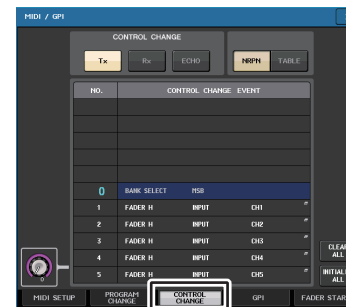 MIDI / GPI
CONTROL CHANGE
Tx Rx ECHO NRPN TABLE
NO. CONTROL CHANGE EVENT
0 BANK SELECT MSB
1 FADER H INPUT CH1
2 FADER H INPUT CH2
3 FADER H INPUT CH3
4 FADER H INPUT CH4
5 FADER H INPUT CH5
CLEAR
ALL
INITIAL
ALL
MIDI SETUP PROGRAM CHANGE CONTROL CHANGE GPI FADER STAR